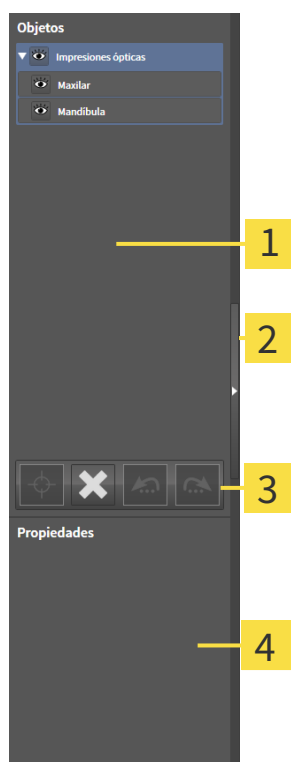 Objetos
Impresiones ópticas
Maxilar
Mandíbula
1
2
3
Propiedades
4